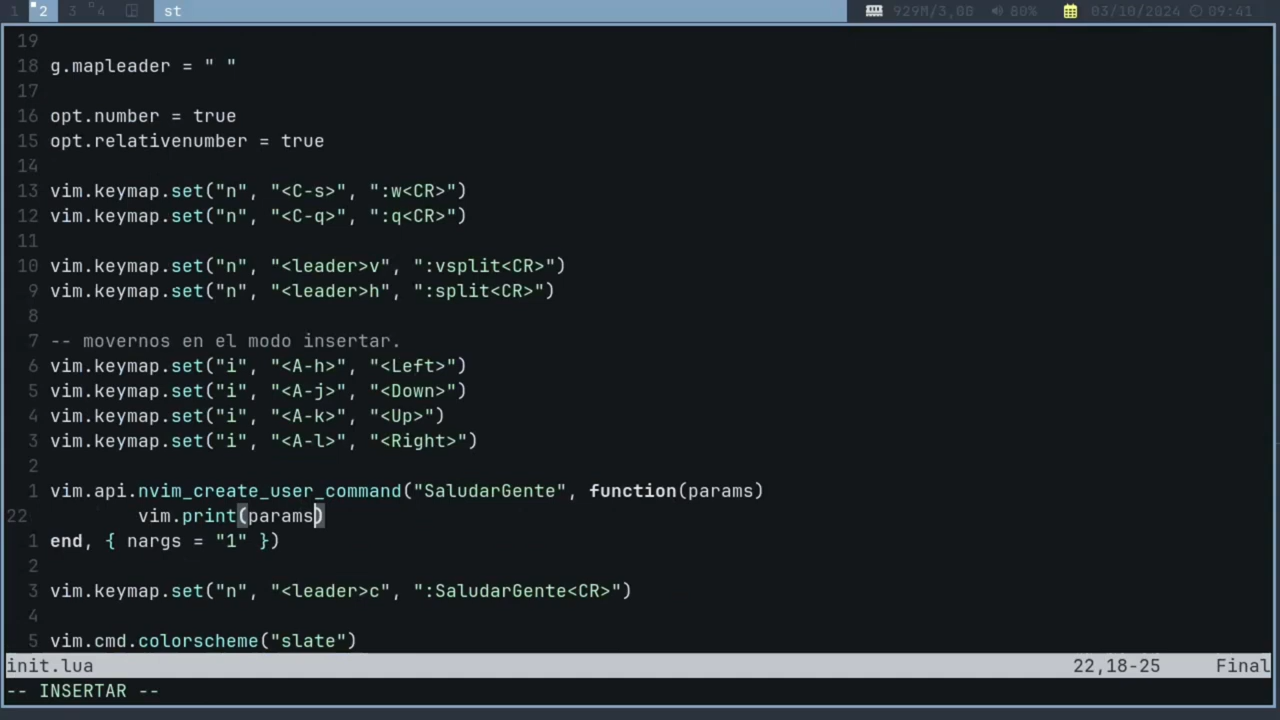 1 2 3 4 st 929M/3,0G 80% 03/10/2024 09:41
19
18 g.mapleader = " "
17
16 opt.number = true
15 opt.relativenumber = true
14
13 vim.keymap.set("n", "<C-s>", ":w<CR>")
12 vim.keymap.set("n", "<C-q>", ":q<CR>")
11
10 vim.keymap.set("n", "<leader>v", ":vsplit<CR>")
9 vim.keymap.set("n", "<leader>h", ":split<CR>")
8
7 -- movernos en el modo insertar.
6 vim.keymap.set("i", "<A-h>", "<Left>")
5 vim.keymap.set("i", "<A-j>", "<Down>")
4 vim.keymap.set("i", "<A-k>", "<Up>")
3 vim.keymap.set("i", "<A-l>", "<Right>")
2
1 vim.api.nvim_create_user_command("SaludarGente", function(params)
22 vim.print(params)
1 end, { nargs = "1" })
2
3 vim.keymap.set("n", "<leader>c", ":SaludarGente<CR>")
4
5 vim.cmd.colorscheme("slate")
init.lua 22,18-25 Final
-- INSERTAR --